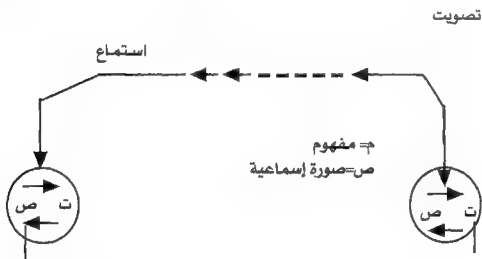 تصويت
استماع
م= مفهوم
ص=صورة إسماعية
ت ص
ت ص